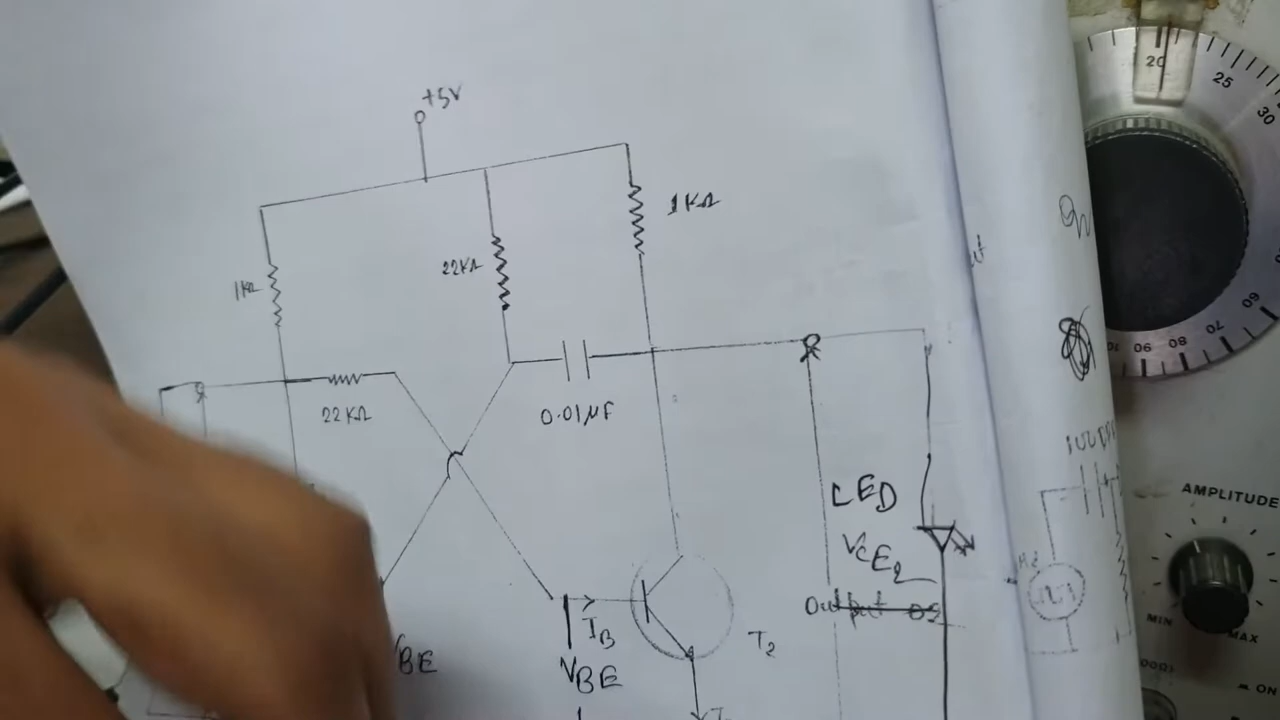 +5V
1KΩ
22KΩ
1KΩ
22KΩ
0.01μF
LED
VCE2
Output
IB
VBE
VBE
T2
20
25
30
60
70
80
90
AMPLITUDE
MIN
MAX
ON